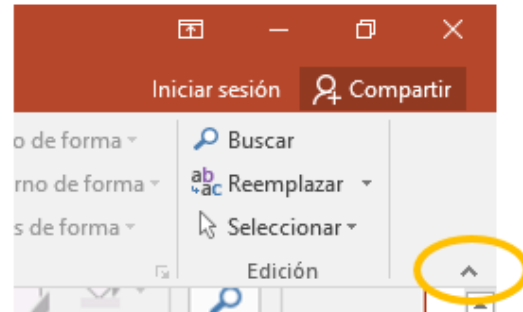 Iniciar sesión Compartir
o de forma Buscar
rno de forma Reemplazar
s de forma Seleccionar
Edición